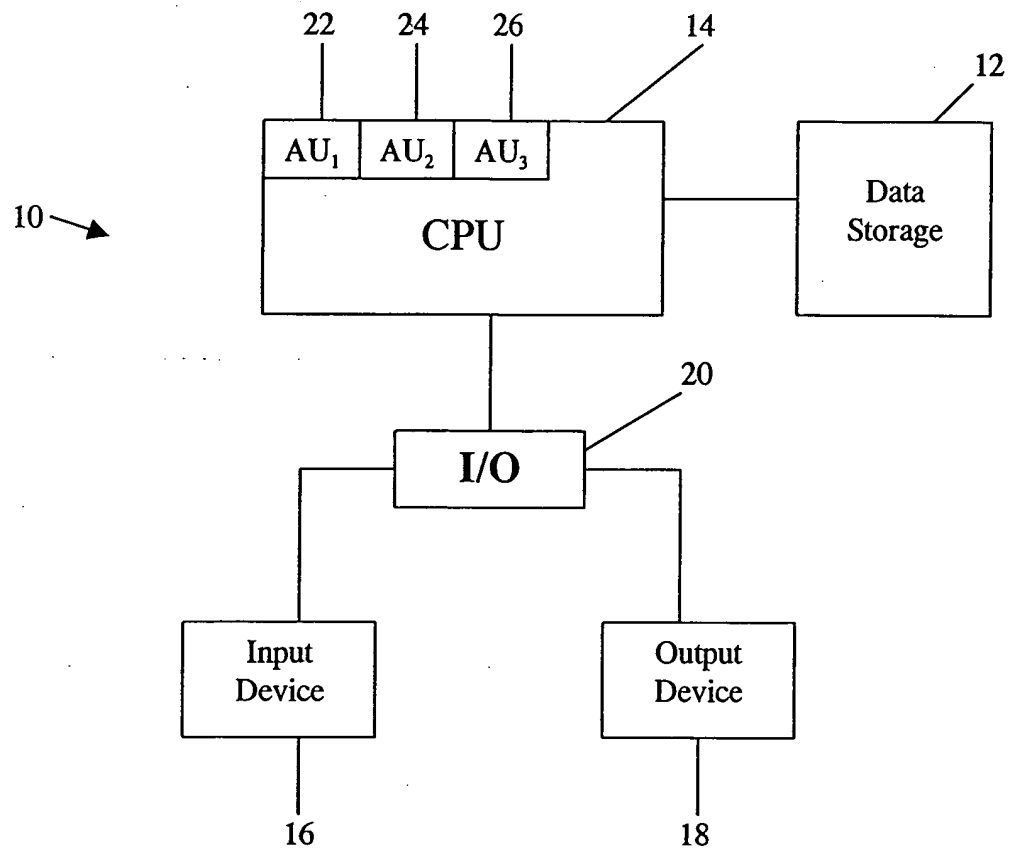 22
24
26
14
12
AU₁
AU₂
AU₃
CPU
Data
Storage
10
20
I/O
Input
Device
Output
Device
16
18